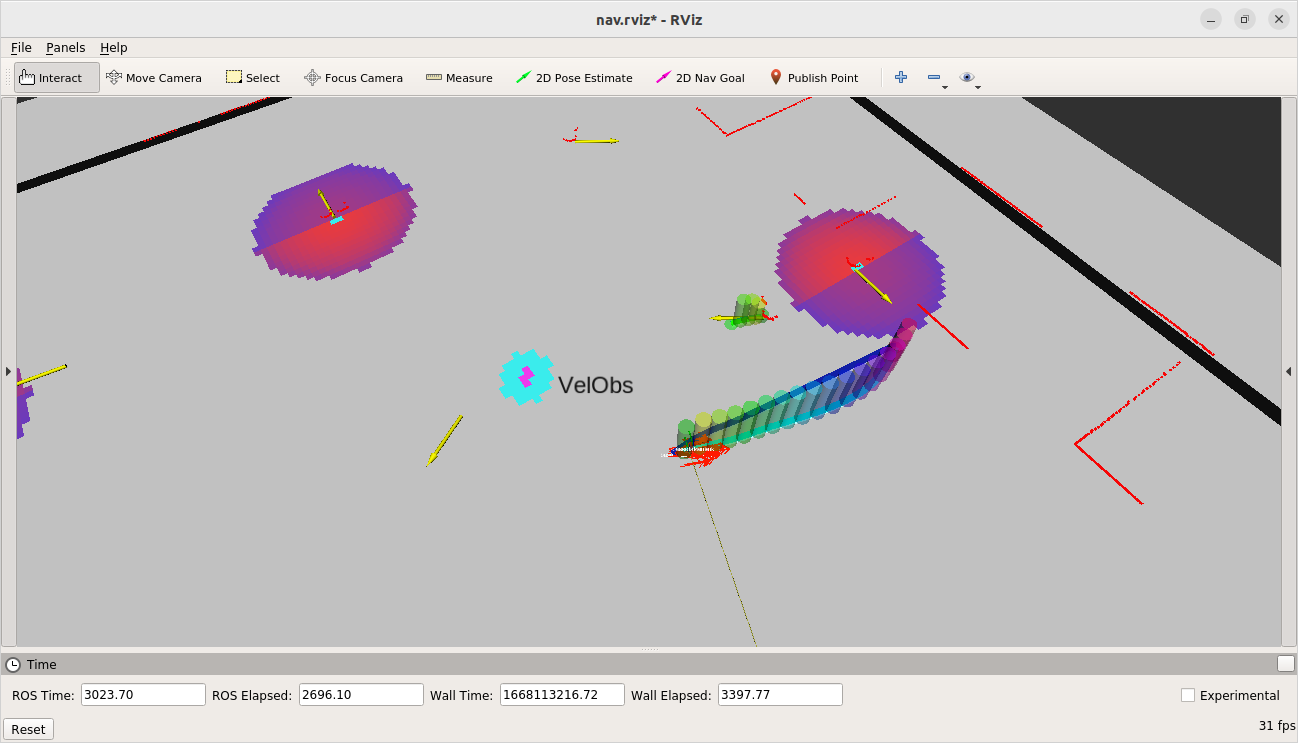 nav.rviz* - RViz
File Panels Help
Interact Move Camera Select Focus Camera Measure 2D Pose Estimate 2D Nav Goal Publish Point
VelObs
Time
ROS Time: 3023.70 ROS Elapsed: 2696.10 Wall Time: 1668113216.72 Wall Elapsed: 3397.77 Experimental
Reset 31 fps